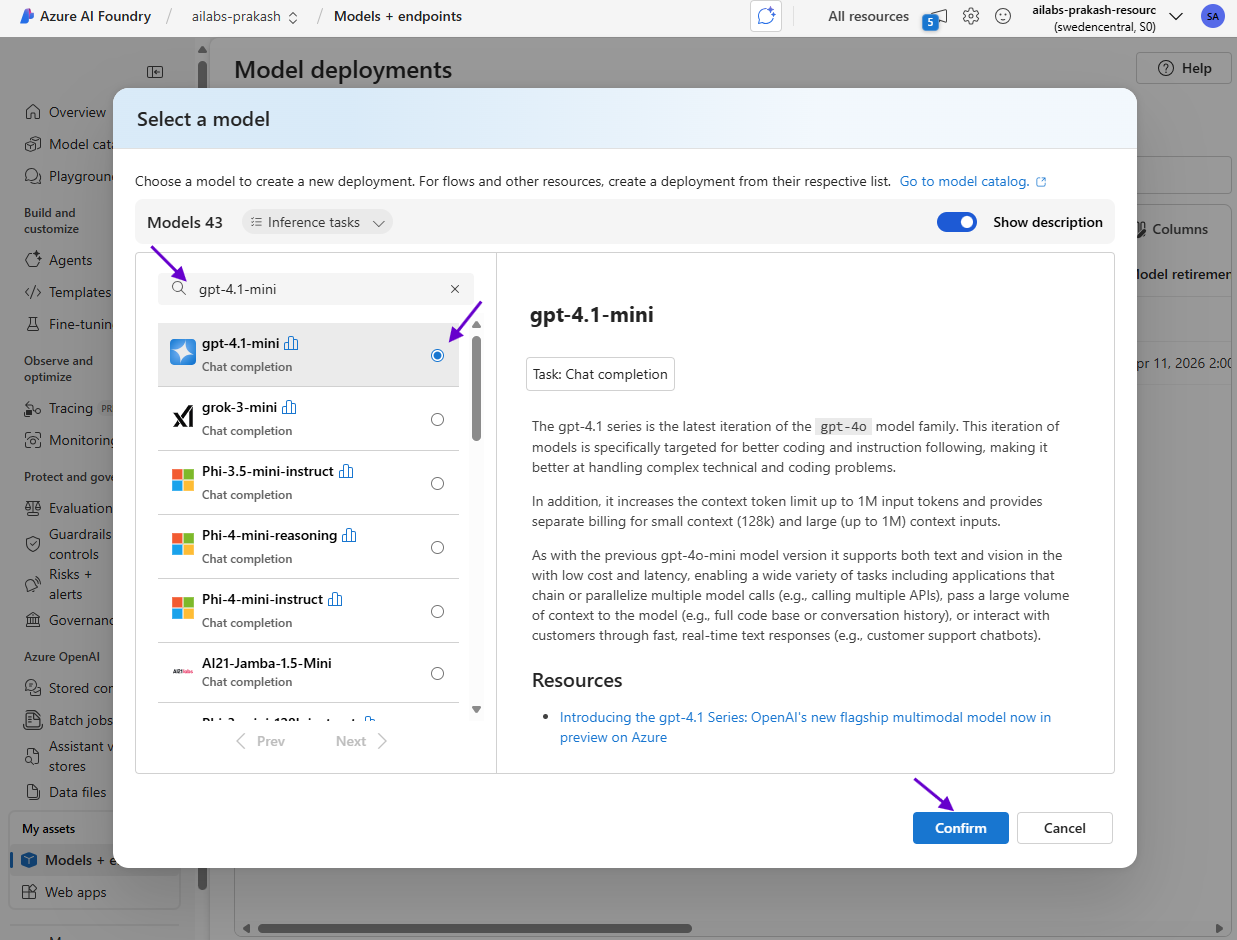 Azure AI Foundry / ailabs-prakash / Models + endpoints
All resources
5
ailabs-prakash-resourc
(swedencentral, S0)
SA
Model deployments
Help
Overview
Model cat
Playgroun
Build and
customize
Agents
Templates
Fine-tunin
Observe and
optimize
Tracing PR
Monitoring
Protect and gove
Evaluation
Guardrails
controls
Risks +
alerts
Governanc
Azure OpenAI
Stored con
Batch jobs
Assistant v
stores
Data files
My assets
Models + e
Web apps
Select a model
Choose a model to create a new deployment. For flows and other resources, create a deployment from their respective list. Go to model catalog.
Models 43
Inference tasks
Show description
gpt-4.1-mini
gpt-4.1-mini
Chat completion
grok-3-mini
Chat completion
Phi-3.5-mini-instruct
Chat completion
Phi-4-mini-reasoning
Chat completion
Phi-4-mini-instruct
Chat completion
AI21labs
AI21-Jamba-1.5-Mini
Chat completion
Prev
Next
gpt-4.1-mini
Task: Chat completion
The gpt-4.1 series is the latest iteration of the gpt-4o model family. This iteration of
models is specifically targeted for better coding and instruction following, making it
better at handling complex technical and coding problems.
In addition, it increases the context token limit up to 1M input tokens and provides
separate billing for small context (128k) and large (up to 1M) context inputs.
As with the previous gpt-4o-mini model version it supports both text and vision in the
with low cost and latency, enabling a wide variety of tasks including applications that
chain or parallelize multiple model calls (e.g., calling multiple APIs), pass a large volume
of context to the model (e.g., full code base or conversation history), or interact with
customers through fast, real-time text responses (e.g., customer support chatbots).
Resources
Introducing the gpt-4.1 Series: OpenAI's new flagship multimodal model now in
preview on Azure
Confirm
Cancel
Columns
odel retiremen
pr 11, 2026 2:00